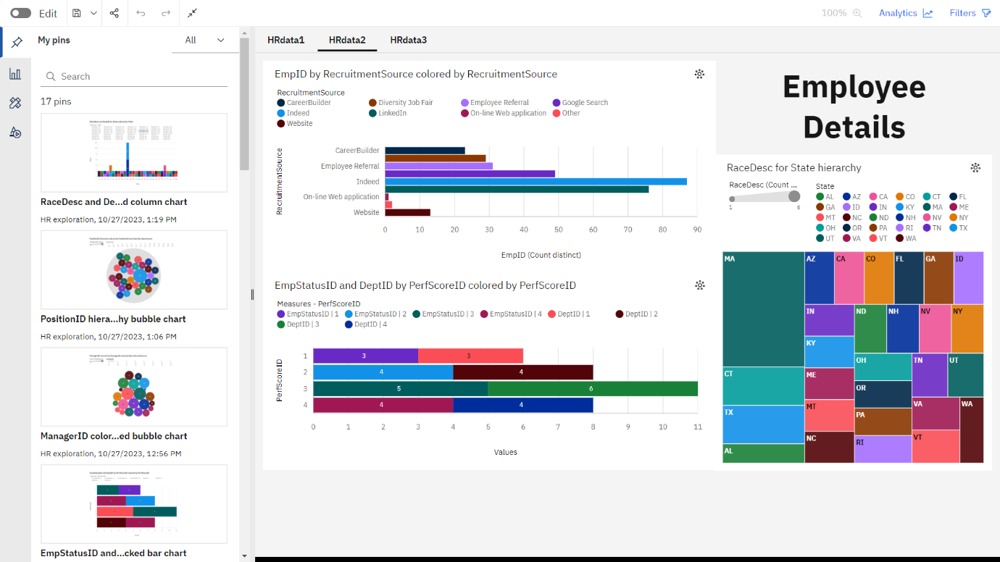 Edit
100%
Analytics
Filters
My pins
All
Search
17 pins
RaceDesc and De...d column chart
HR exploration, 10/27/2023, 1:19 PM
PositionID hiera...hy bubble chart
HR exploration, 10/27/2023, 1:06 PM
ManagerID color...ed bubble chart
HR exploration, 10/27/2023, 12:56 PM
EmpStatusID and...cked bar chart
HRdata1 HRdata2 HRdata3
EmpID by RecruitmentSource colored by RecruitmentSource
RecruitmentSource
CareerBuilder Diversity Job Fair Employee Referral Google Search
Indeed LinkedIn On-line Web application Other
Website
RecruitmentSource
CareerBuilder
Employee Referral
Indeed
On-line Web application
Website
0 10 20 30 40 50 60 70 80 90
EmpID (Count distinct)
EmpStatusID and DeptID by PerfScoreID colored by PerfScoreID
Measures - PerfScoreID
EmpStatusID | 1 EmpStatusID | 2 EmpStatusID | 3 EmpStatusID | 4 DeptID | 1 DeptID | 2
DeptID | 3 DeptID | 4
PerfScoreID
1 3 3
2 4 4
3 5 6
4 4 4
0 1 2 3 4 5 6 7 8 9 10 11
Values
Employee
Details
RaceDesc for State hierarchy
RaceDesc (Count ...
1 6
State
AL AZ CA CO CT FL
GA ID IN KY MA ME
MT NC ND NH NV NY
OH OR PA RI TN TX
UT VA VT WA
MA AZ CA CO FL GA ID
IN ND NH NV NY
KY
OH TN UT
CT ME
OR
MT VA WA
TX PA
NC RI VT
AL